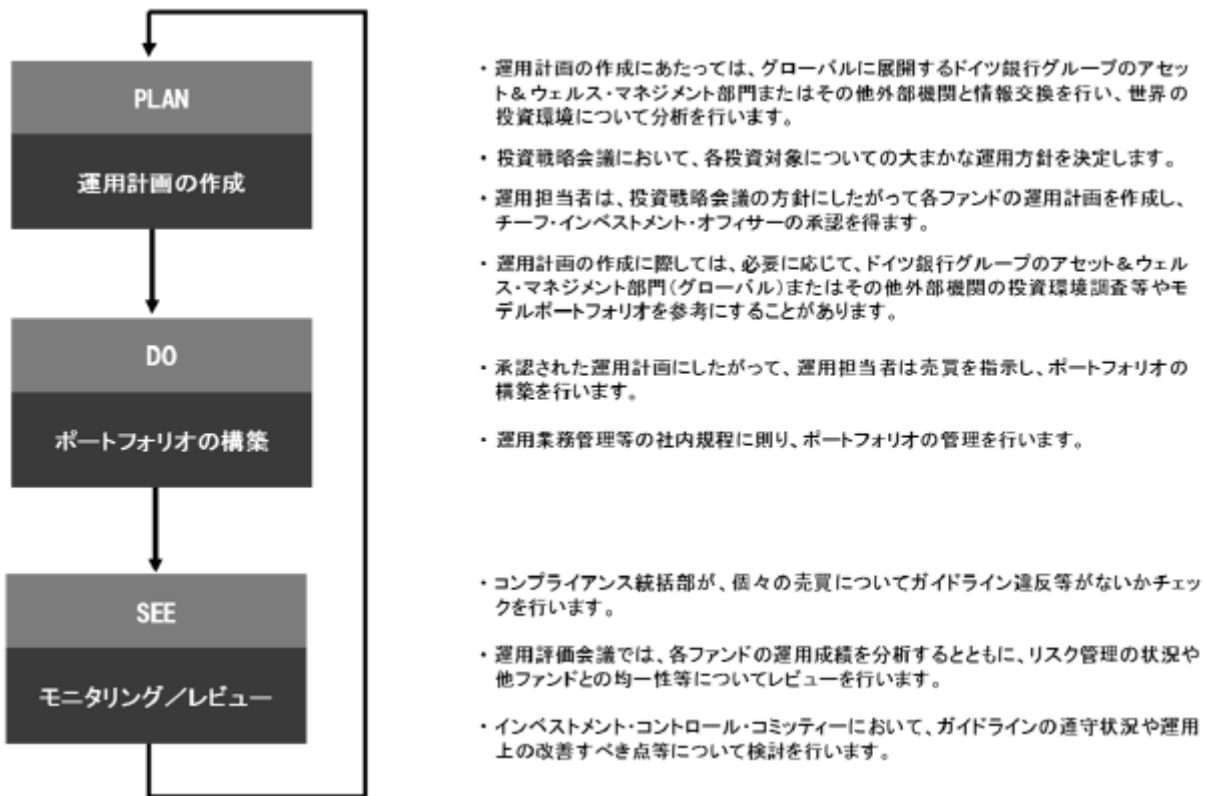 PLAN
運用計画の作成
・運用計画の作成にあたっては、グローバルに展開するドイツ銀行グループのアセッ
ト&ウェルス・マネジメント部門またはその他外部機関と情報交換を行い、世界の
投資環境について分析を行います。
・投資戦略会議において、各投資対象についての大まかな運用方針を決定します。
・運用担当者は、投資戦略会議の方針にしたがって各ファンドの運用計画を作成し、
チーフ・インベストメント・オフィサーの承認を得ます。
・運用計画の作成に際しては、必要に応じて、ドイツ銀行グループのアセット&ウェル
ス・マネジメント部門(グローバル)またはその他外部機関の投資環境調査等やモ
デルポートフォリオを参考にすることがあります。
DO
ポートフォリオの構築
・承認された運用計画にしたがって、運用担当者は売買を指示し、ポートフォリオの
構築を行います。
・運用業務管理等の社内規程に則り、ポートフォリオの管理を行います。
SEE
モニタリング/レビュー
・コンプライアンス統括部が、個々の売買についてガイドライン違反等がないかチェッ
クを行います。
・運用評価会議では、各ファンドの運用成績を分析するとともに、リスク管理の状況や
他ファンドとの均一性等についてレビューを行います。
・インベストメント・コントロール・コミッティーにおいて、ガイドラインの遵守状況や運用
上の改善すべき点等について検討を行います。